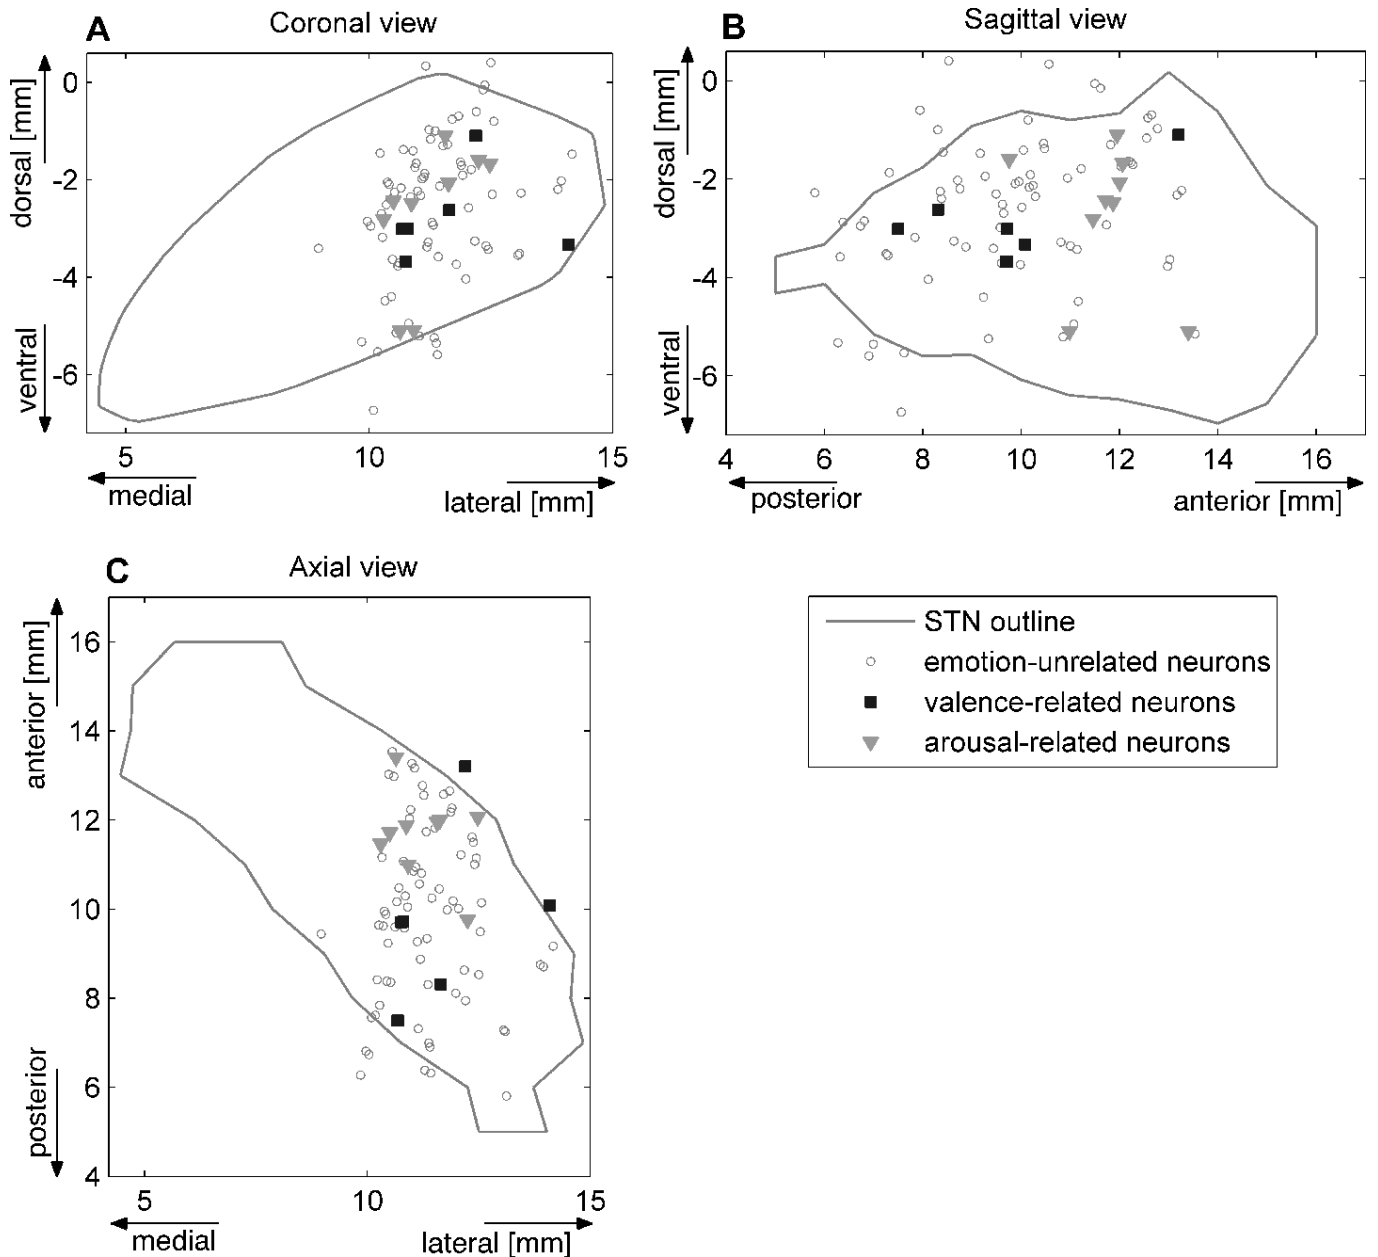 A
Coronal view
dorsal [mm]
ventral
0
-2
-4
-6
5
10
15
medial
lateral [mm]
B
Sagittal view
dorsal [mm]
ventral
0
-2
-4
-6
4
6
8
10
12
14
16
posterior
anterior [mm]
C
Axial view
anterior [mm]
posterior
16
14
12
10
8
6
4
5
10
15
medial
lateral [mm]
STN outline
emotion-unrelated neurons
valence-related neurons
arousal-related neurons